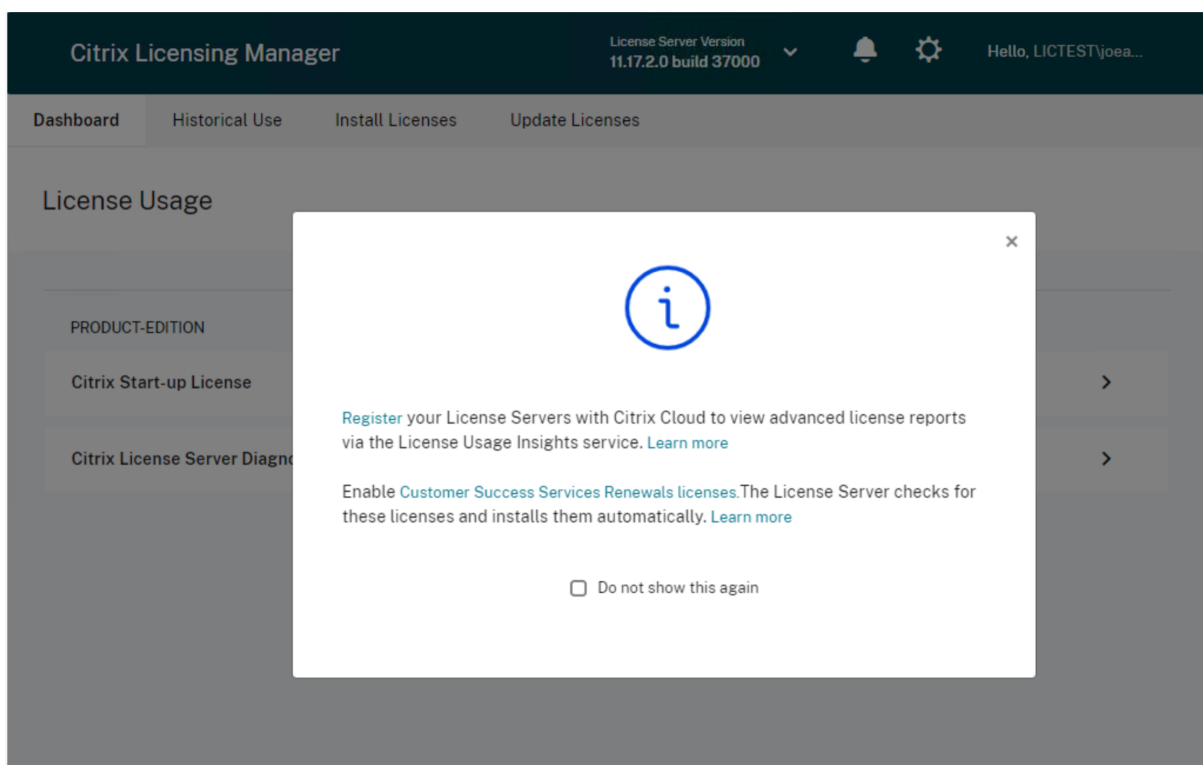 Citrix Licensing Manager
License Server Version
11.17.2.0 build 37000
Hello, LICTEST\joea...
Dashboard
Historical Use
Install Licenses
Update Licenses
License Usage
PRODUCT-EDITION
Citrix Start-up License
Citrix License Server
Register your License Servers with Citrix Cloud to view advanced license reports
via the License Usage Insights service. Learn more
Enable Customer Success Services Renewals licenses.The License Server checks for
these licenses and installs them automatically. Learn more
Do not show this again